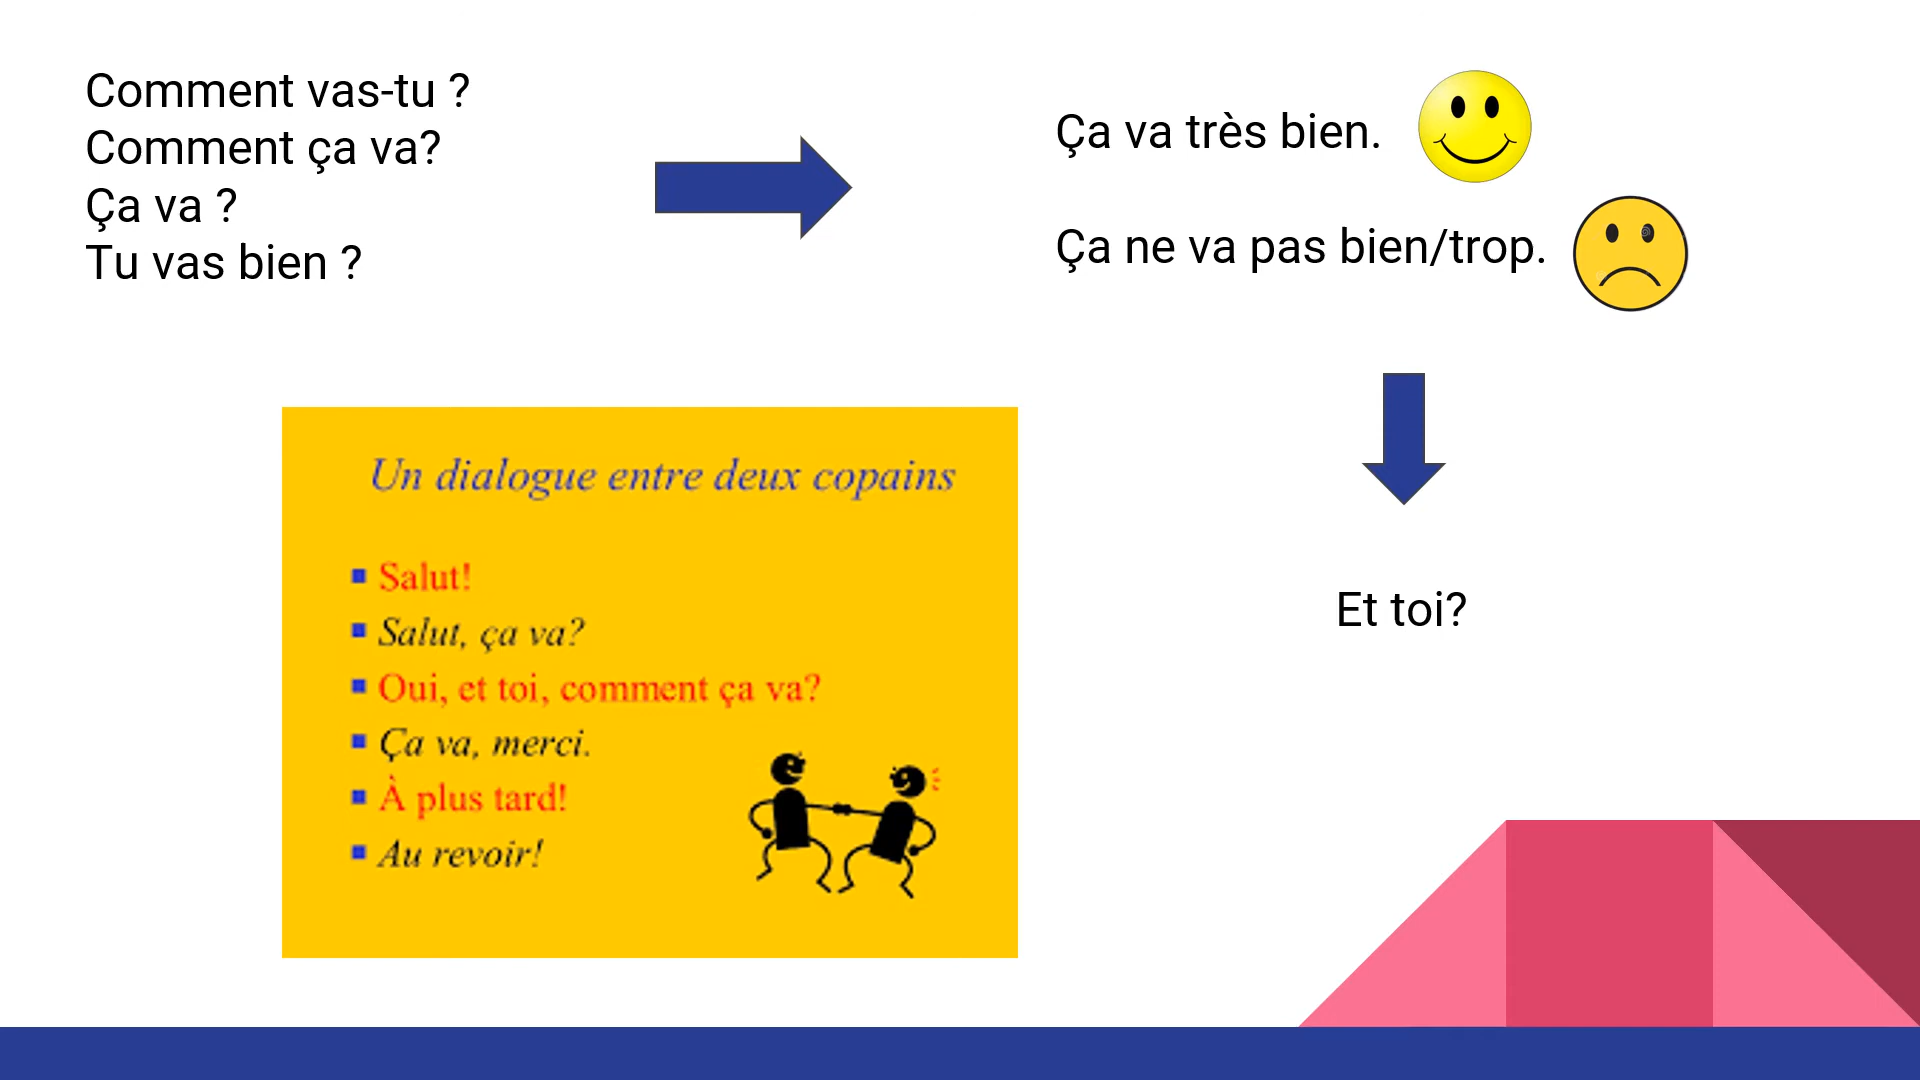 Comment vas-tu ?
Comment ça va?
Ça va ?
Tu vas bien ?
Ça va très bien.
Ça ne va pas bien/trop.
Et toi?
Un dialogue entre deux copains
Salut!
Salut, ça va?
Oui, et toi, comment ça va?
Ça va, merci.
À plus tard!
Au revoir!